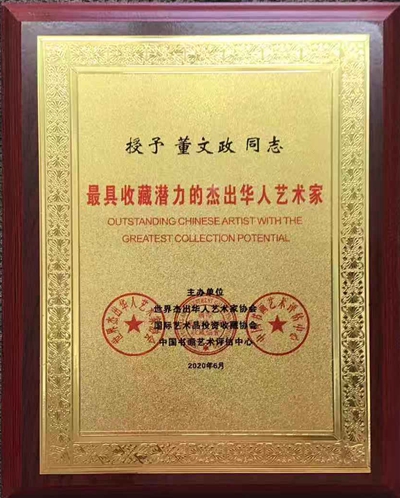 授予 董文政 同志
最具收藏潜力的杰出华人艺术家
OUTSTANDING CHINESE ARTIST WITH THE
GREATEST COLLECTION POTENTIAL
主办单位
世界杰出华人艺术家协会
国际艺术品投资收藏协会
中国书画艺术评估中心
2020年6月